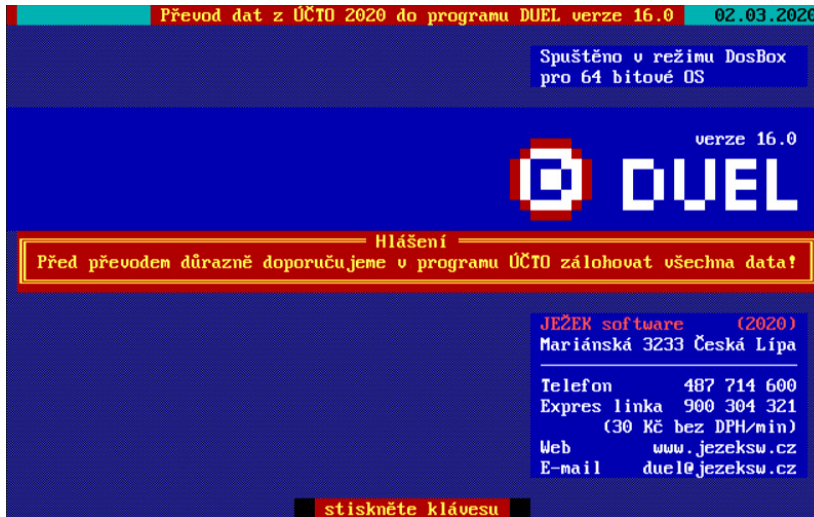 Převod dat z ÚČTO 2020 do programu DUEL verze 16.0 02.03.2020
Spuštěno v režimu DosBox
pro 64 bitové OS
verze 16.0
DUEL
Hlášení
Před převodem důrazně doporučujeme v programu ÚČTO zálohovat všechna data!
JEŽEK software (2020)
Mariánská 3233 Česká Lípa
Telefon 487 714 600
Expres linka 900 304 321
(30 Kč bez DPH/min)
Web www.jezeksw.cz
E-mail duel@jezeksw.cz
stiskněte klávesu